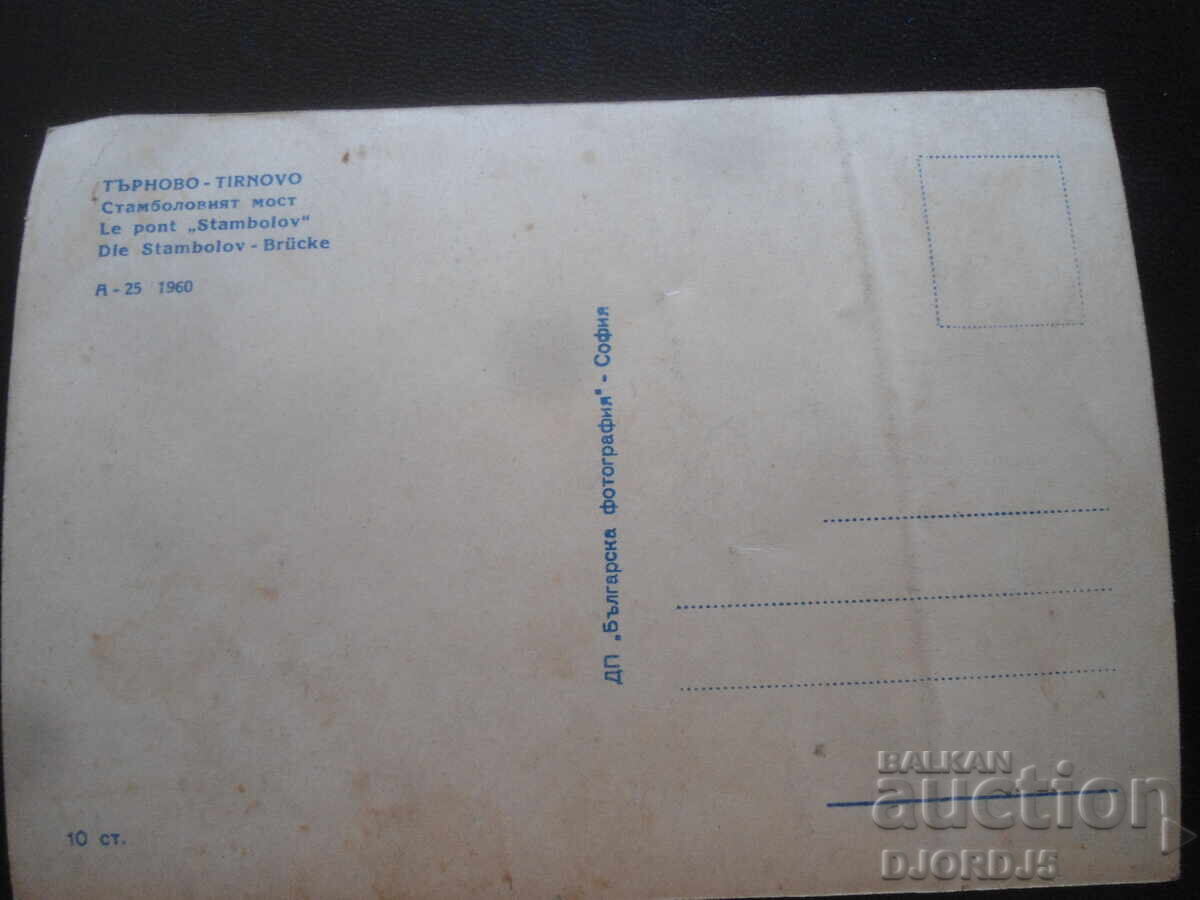 ТЪРНОВО - TIRNOVO
Стамболовият мост
Le pont „Stambolov"
Die Stambolov - Brücke
А - 25 1960
ДП „Българска фотография" - София
10 ст.
BALKAN
auction
DJORDJ5